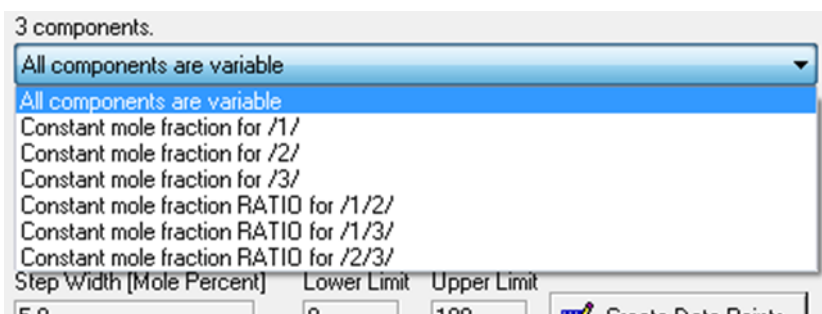 3 components.
All components are variable
All components are variable
Constant mole fraction for /1/
Constant mole fraction for /2/
Constant mole fraction for /3/
Constant mole fraction RATIO for /1/2/
Constant mole fraction RATIO for /1/3/
Constant mole fraction RATIO for /2/3/
Step Width [Mole Percent] Lower Limit Upper Limit